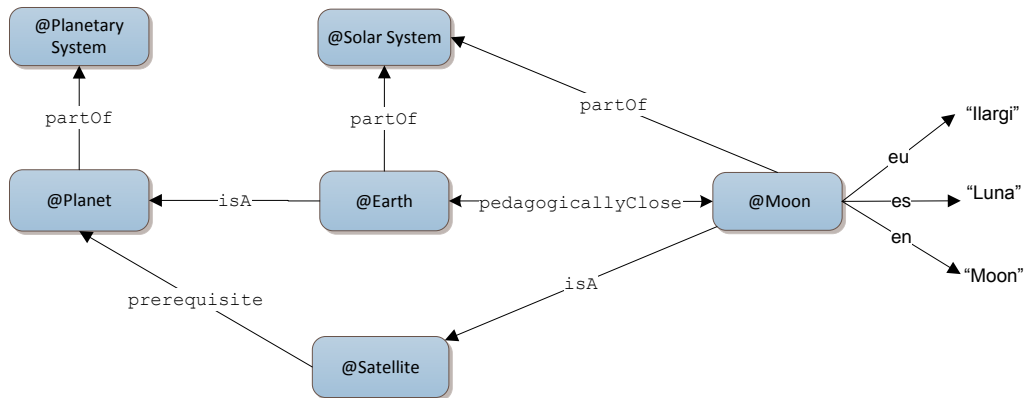 @Planetary
System
@Solar System
partOf
partOf
partOf
"Ilargi"
eu
@Planet
isA
@Earth
pedagogicallyClose
@Moon
es
“Luna”
en
“Moon”
isA
prerequisite
@Satellite